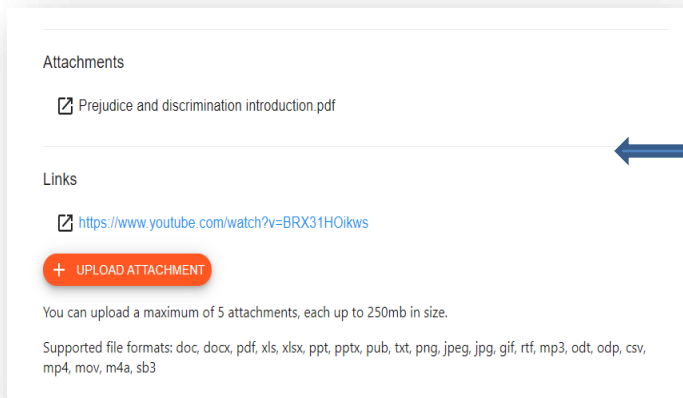 Attachments
Prejudice and discrimination introduction.pdf
Links
https://www.youtube.com/watch?v=BRX31HOikws
+ UPLOAD ATTACHMENT
You can upload a maximum of 5 attachments, each up to 250mb in size.
Supported file formats: doc, docx, pdf, xls, xlsx, ppt, pptx, pub, txt, png, jpeg, jpg, gif, rtf, mp3, odt, odp, csv,
mp4, mov, m4a, sb3